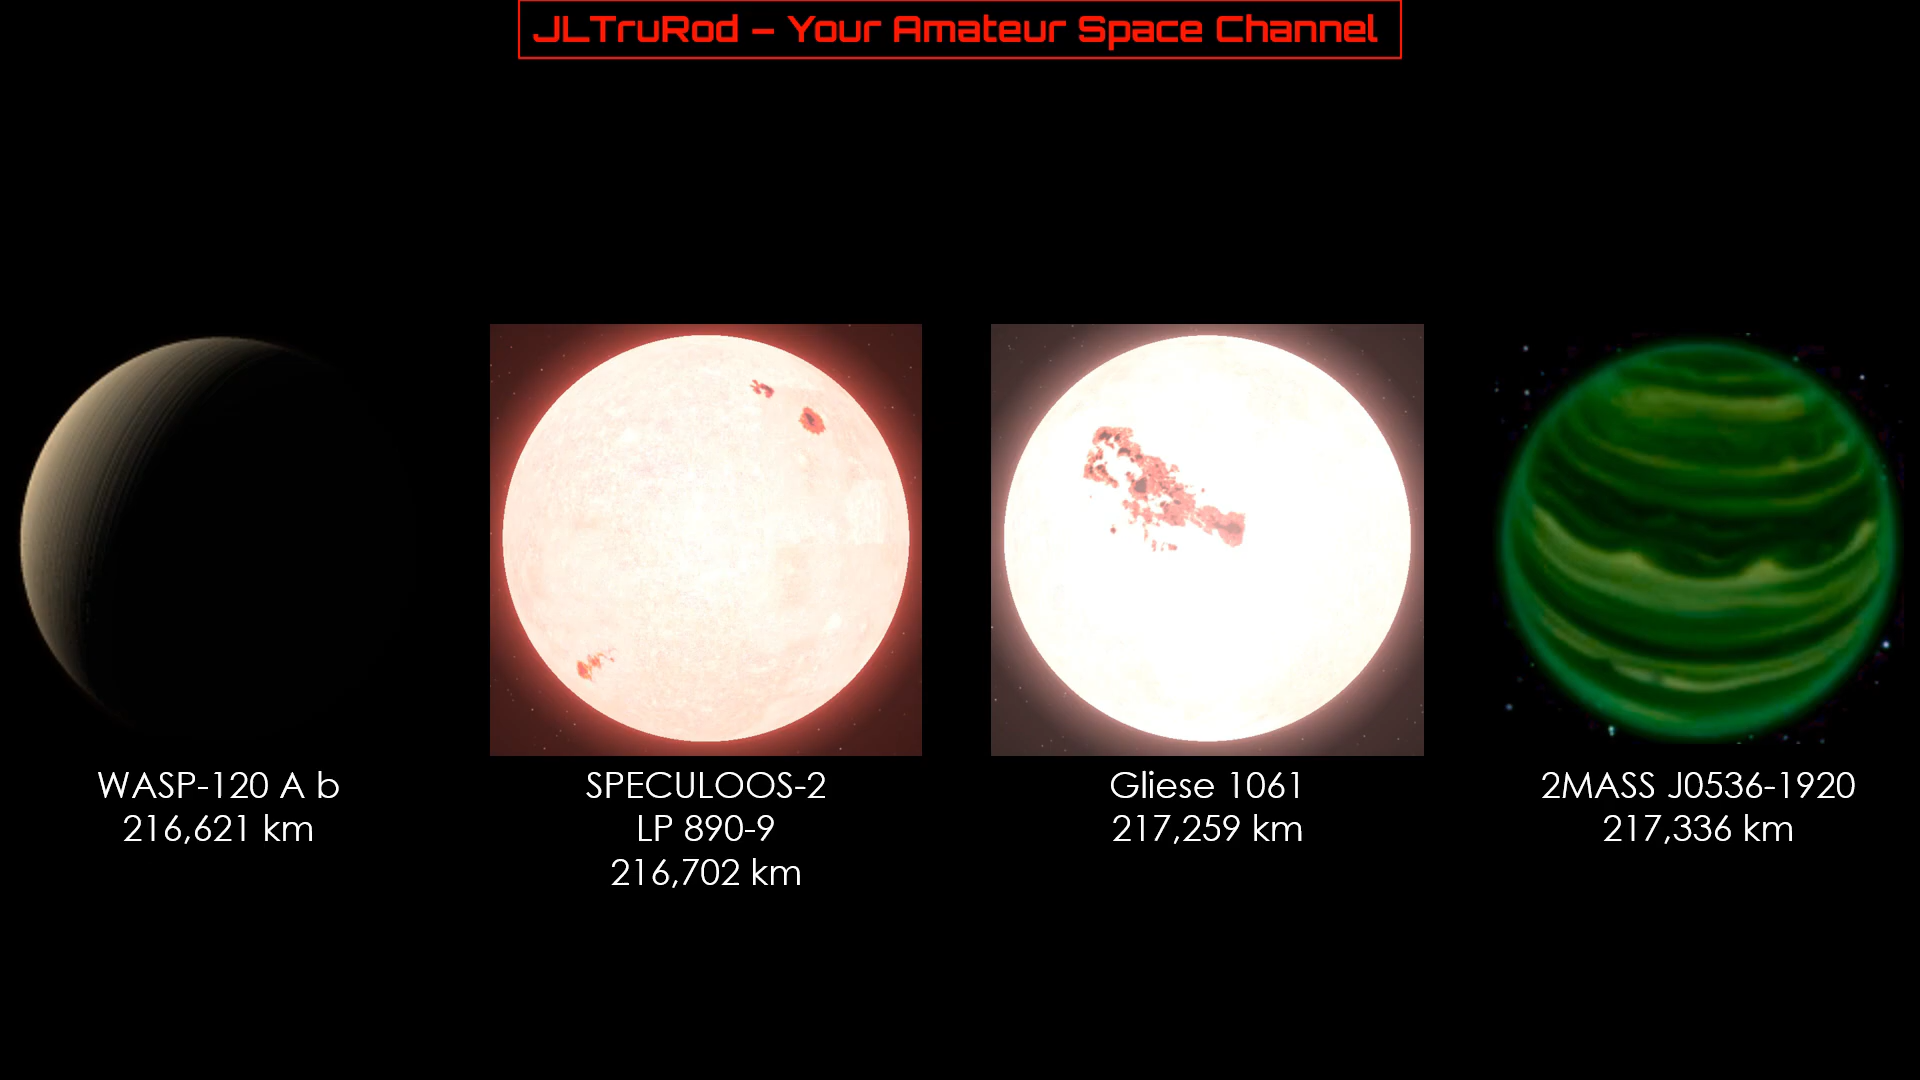 JLTruRod – Your Amateur Space Channel
WASP-120 A b
216,621 km
SPECULOOS-2
LP 890-9
216,702 km
Gliese 1061
217,259 km
2MASS J0536-1920
217,336 km